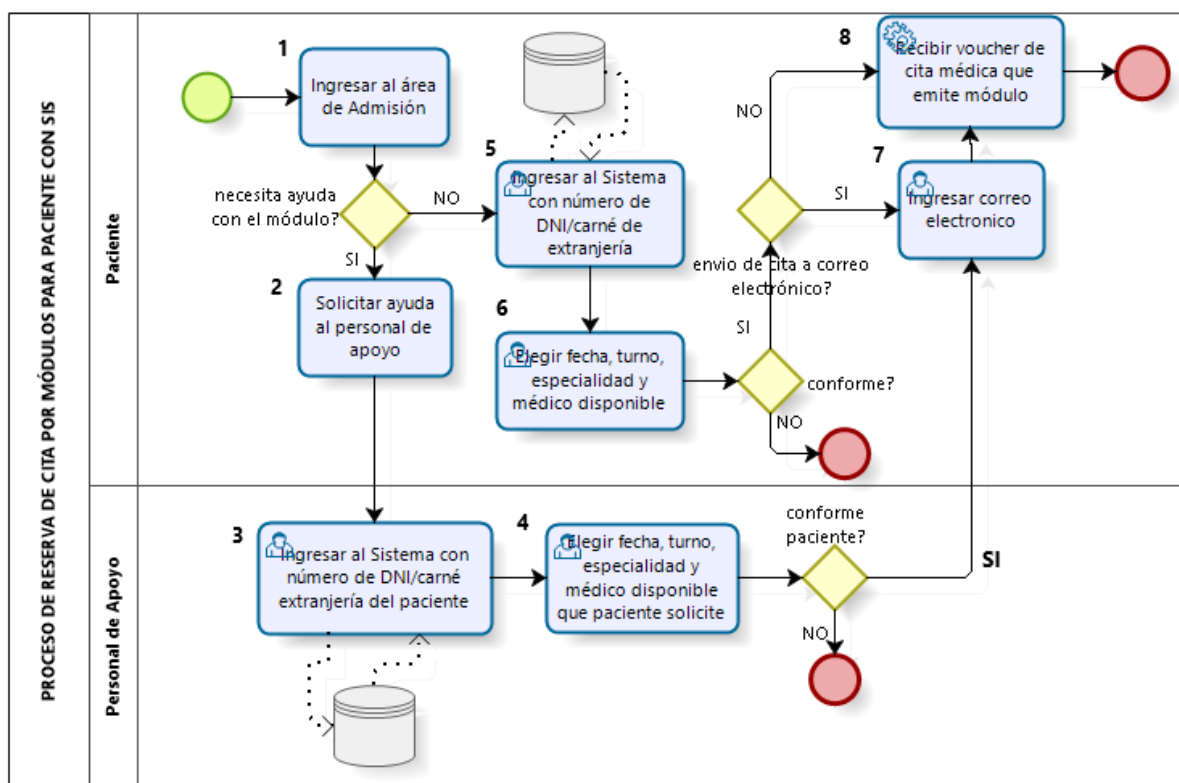 PROCESO DE RESERVA DE CITA POR MÓDULOS PARA PACIENTE CON SIS
Paciente
1
Ingresar al área
de Admisión
necesita ayuda
con el módulo?
NO
SI
2
Solicitar ayuda
al personal de
apoyo
5
Ingresar al Sistema
con número de
DNI/carné de
extranjería
6
Elegir fecha, turno,
especialidad y
médico disponible
conforme?
NO
SI
envio de cita a correo
electrónico?
NO
SI
7
Ingresar correo
electronico
8
Recibir voucher de
cita médica que
emite módulo
Personal de Apoyo
3
Ingresar al Sistema con
número de DNI/carné
extranjería del paciente
4
Elegir fecha, turno,
especialidad y
médico disponible
que paciente solicite
conforme
paciente?
SI
NO